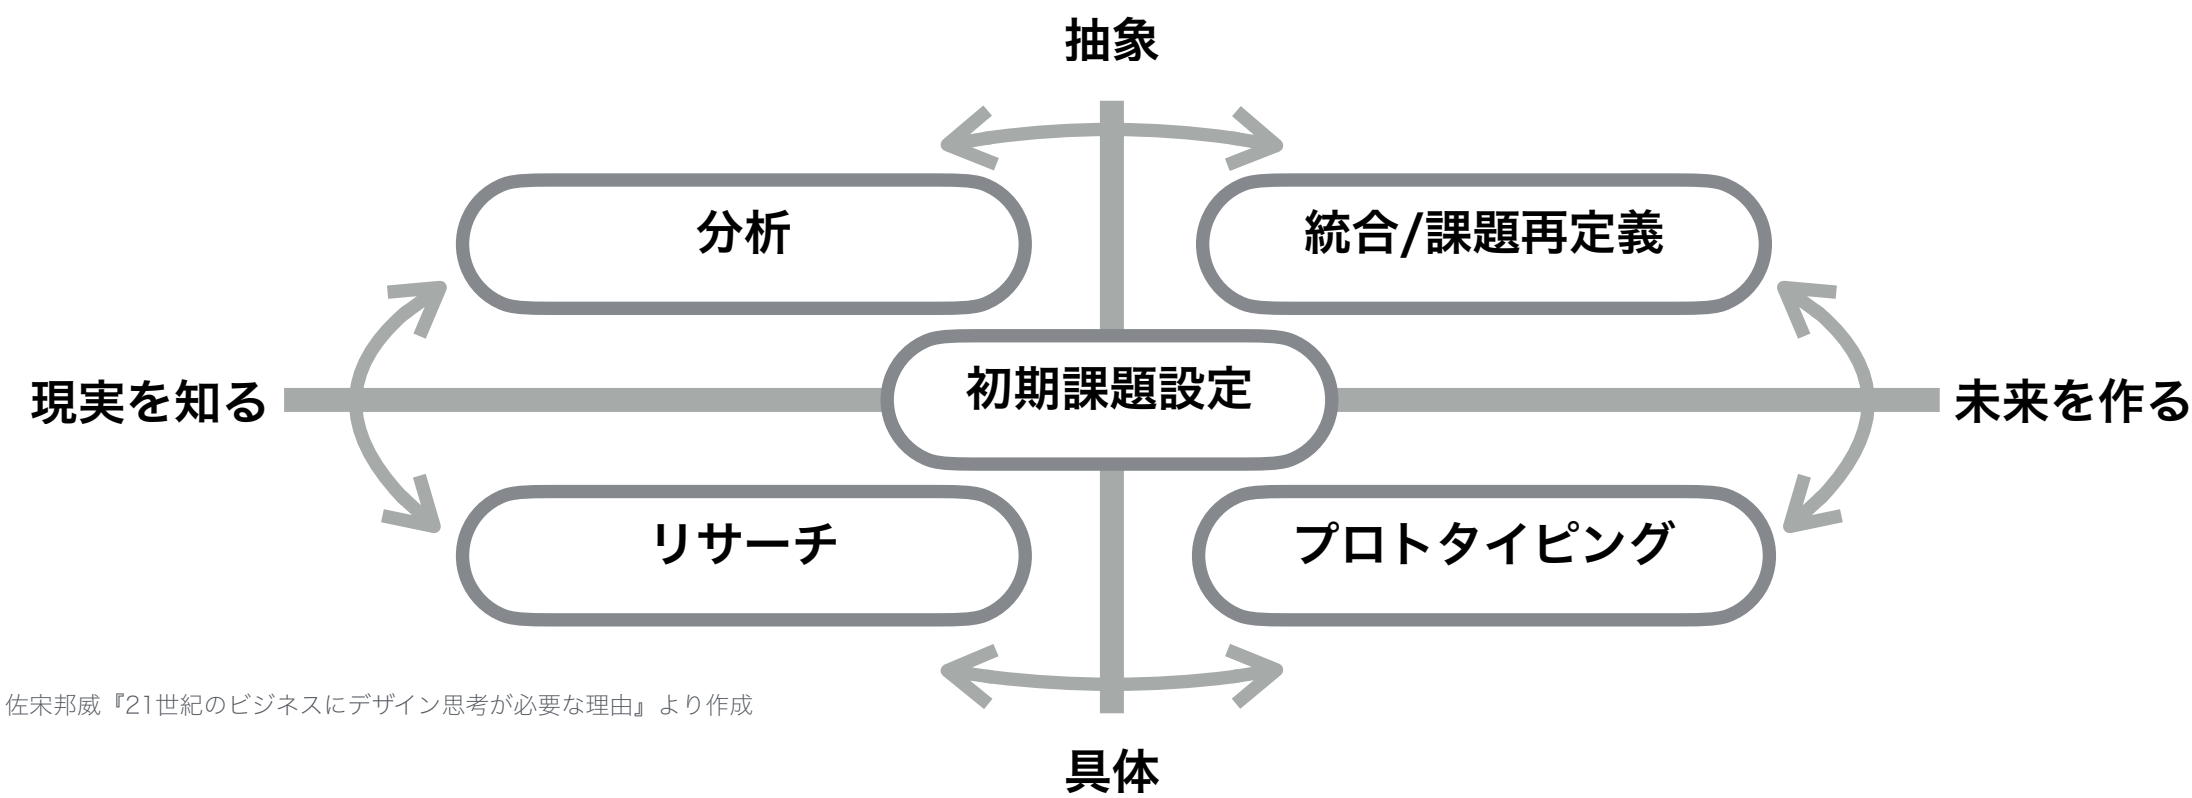 抽象
分析
統合/課題再定義
初期課題設定
現実を知る
未来を作る
リサーチ
プロトタイピング
佐宋邦威『21世紀のビジネスにデザイン思考が必要な理由』より作成
具体